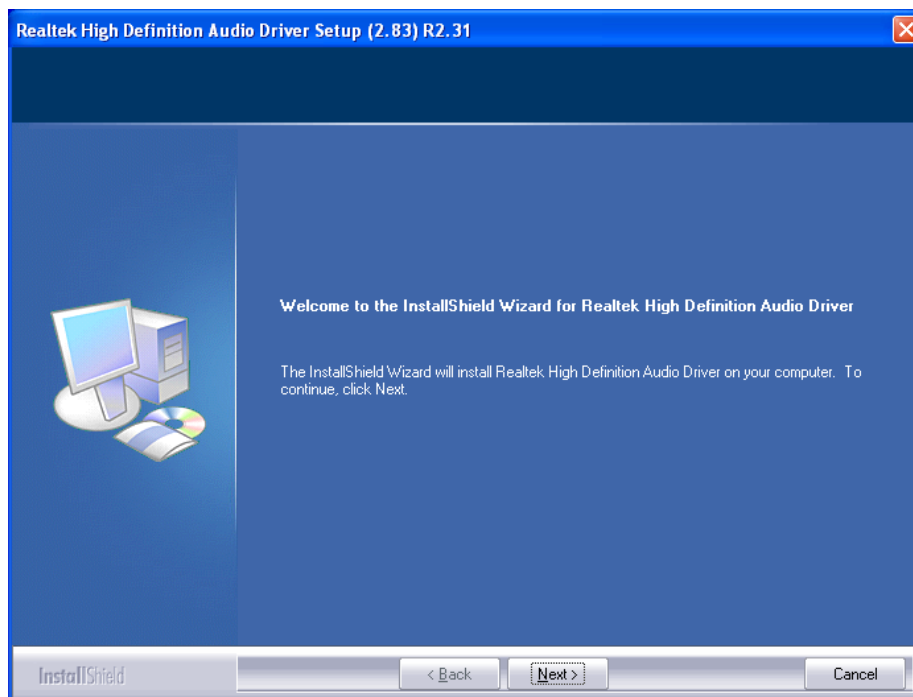 Realtek High Definition Audio Driver Setup (2.83) R2.31
Welcome to the InstallShield Wizard for Realtek High Definition Audio Driver
The InstallShield Wizard will install Realtek High Definition Audio Driver on your computer. To
continue, click Next.
InstallShield
< Back
Next >
Cancel